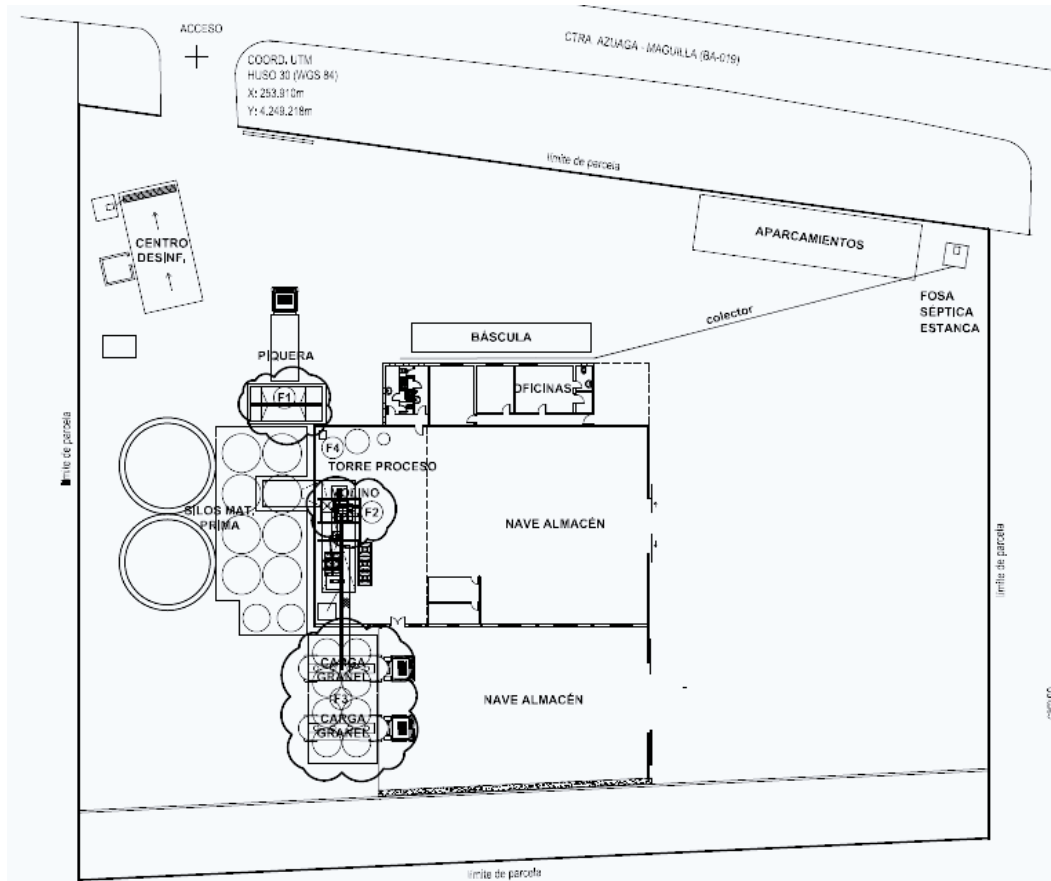 ACCESO
CTRA. AZUAGA - MAGUILLA (BA-019)
COORD. UTM
HUSO 30 (WGS 84)
X: 253.910m
Y: 4.249.218m
límite de parcela
CENTRO
DESINF.
APARCAMIENTOS
FOSA
SÉPTICA
ESTANCA
colector
BÁSCULA
PIQUERA
OFICINAS
F1
F4
TORRE PROCESO
MOLINO
F2
SILOS MAT.
PRIMA
NAVE ALMACÉN
límite de parcela
límite de parcela
CARGA
GRANEL
F3
CARGA
GRANEL
NAVE ALMACÉN
límite de parcela